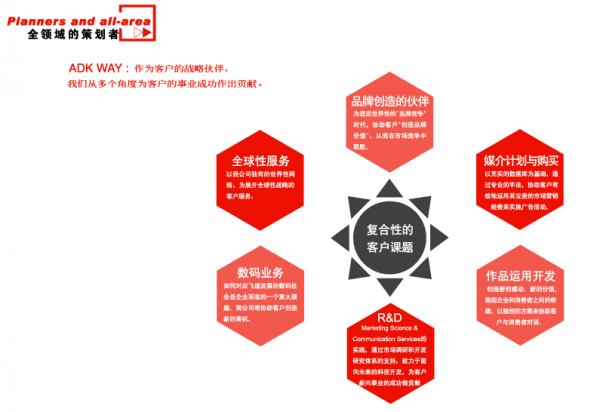 Planners and all-area
全领域的策划者
ADK WAY : 作为客户的战略伙伴，
我们从多个角度为客户的事业成功作出贡献。
品牌创造的伙伴
为适应世界性的"品牌竞争"
时代，协助客户"创造品牌
价值"，从而在市场竞争中
取胜。
全球性服务
以我公司独有的世界性网
络，为展开全球性战略的
客户服务。
媒介计划与购买
以充实的数据库为基础，通
过专业的手法，协助客户有
效地运用其宝贵的市场营销
经费来实施广告活动。
复合性的
客户课题
数码业务
如何对应飞速发展的数码社
会是企业面临的一个重大课
题。我公司将协助客户创造
新的商机。
作品运用开发
创造新的感动、新的价值，
架起企业和消费者之间的桥
梁。以独创的方案来协助客
户与消费者对话。
R&D
Marketing Science &
Communication Services的
实践。通过市场调研和开发
研究体系的支持、致力于面
向未来的科技开发，为客户
新兴事业的成功做贡献